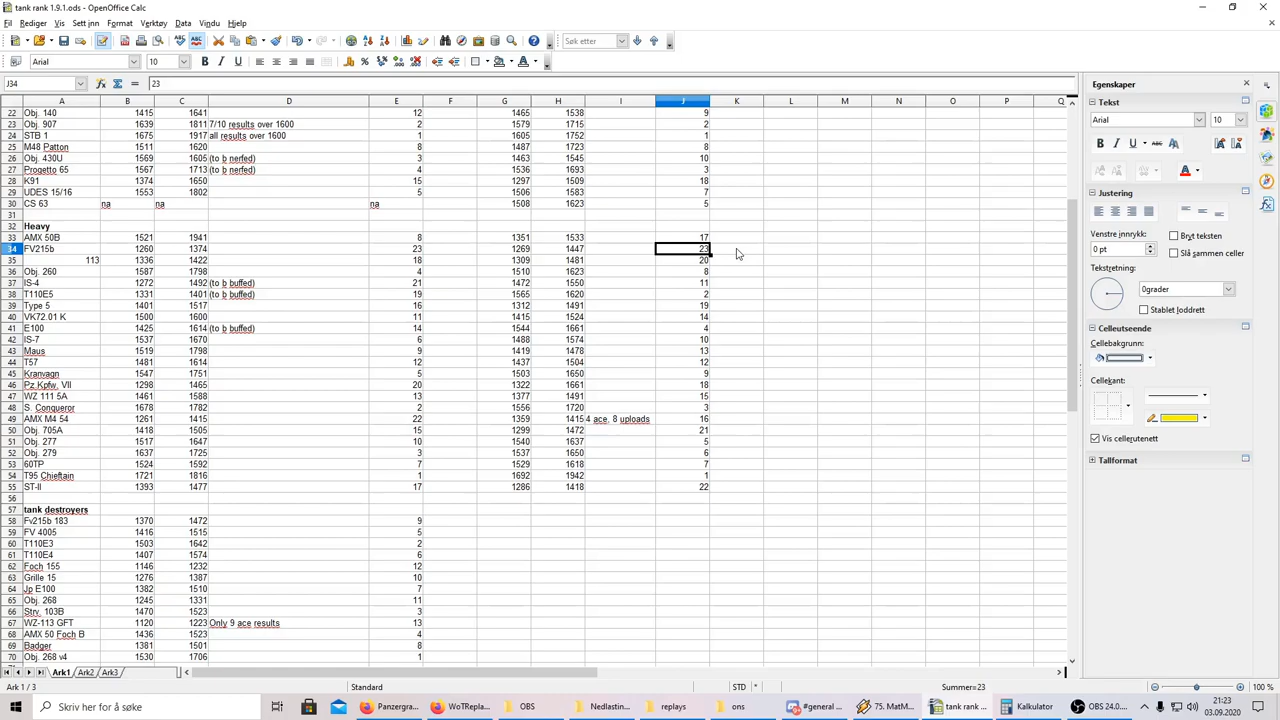 tank rank 1.9.1.ods - OpenOffice Calc
Fil Rediger Vis Sett inn Format Verktøy Data Vindu Hjelp
Søk etter
Arial 10
J34 23
Egenskaper
A B C D E F G H I J K L M N O P Q
22 Obj. 140 1415 1641 12 1465 1538 9
23 Obj. 907 1639 1811 7/10 results over 1600 2 1579 1715 2
24 STB 1 1675 1917 all results over 1600 1 1605 1752 1
25 M48 Patton 1511 1620 8 1487 1723 8
26 Obj. 430U 1569 1605 (to b nerfed) 3 1463 1545 10
27 Progetto 65 1567 1713 (to b nerfed) 4 1536 1693 3
28 K91 1374 1650 15 1297 1509 18
29 UDES 15/16 1553 1802 5 1506 1583 7
30 CS 63 na na na 1508 1623 5
31
32 Heavy
33 AMX 50B 1521 1941 8 1351 1533 17
34 FV215b 1260 1374 23 1269 1447 23
35 113 1336 1422 18 1309 1481 20
36 Obj. 260 1587 1798 4 1510 1623 8
37 IS-4 1272 1492 (to b buffed) 21 1472 1550 11
38 T110E5 1331 1401 (to b buffed) 19 1565 1620 2
39 Type 5 1401 1517 16 1312 1491 19
40 VK72.01 K 1500 1600 11 1415 1524 14
41 E100 1425 1614 (to b buffed) 14 1544 1661 4
42 IS-7 1537 1670 6 1488 1574 10
43 Maus 1519 1798 9 1419 1478 13
44 T57 1481 1614 12 1437 1504 12
45 Kranvagn 1547 1751 5 1503 1650 9
46 Pz.Kpfw. VII 1298 1465 20 1322 1661 18
47 WZ 111 5A 1461 1588 13 1377 1491 15
48 S. Conqueror 1678 1782 2 1556 1720 3
49 AMX M4 54 1261 1415 22 1359 1415 4 ace, 8 uploads 16
50 Obj. 705A 1418 1505 15 1299 1472 21
51 Obj. 277 1517 1647 10 1540 1637 5
52 Obj. 279 1637 1725 3 1537 1650 6
53 60TP 1524 1592 7 1529 1618 7
54 T95 Chieftain 1721 1816 1 1692 1942 1
55 ST-II 1393 1477 17 1286 1418 22
56
57 tank destroyers
58 Fv215b 183 1370 1472 9
59 FV 4005 1416 1515 5
60 T110E3 1503 1642 2
61 T110E4 1407 1574 6
62 Foch 155 1146 1232 12
63 Grille 15 1276 1387 10
64 Jp E100 1382 1510 7
65 Obj. 268 1245 1331 11
66 Strv. 103B 1470 1523 3
67 WZ-113 GFT 1120 1223 Only 9 ace results 13
68 AMX 50 Foch B 1436 1523 4
69 Badger 1381 1501 8
70 Obj. 268 v4 1530 1706 1
Tekst
Arial 10
Justering
Venstre innrykk: Bryt teksten
0 pt Slå sammen celler
Tekstretning:
0grader
Stablet loddrett
Celleutseende
Cellebakgrunn:
Cellekant:
Vis cellerutenett
Tallformat
Ark1 Ark2 Ark3
Ark 1 / 3 Standard STD * Summer=23 100 %
Skriv her for å søke
Panzergra... WoTRepla... OBS Nedlasting... replays ons #general ... 75. MatM... tank rank ... Kalkulator OBS 24.0....
21:23
03.09.2020